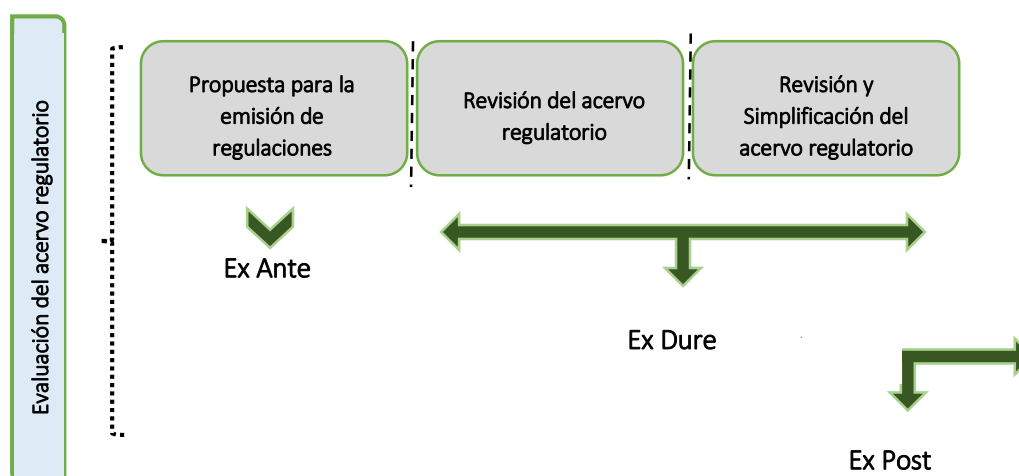 Evaluación del acervo regulatorio
Propuesta para la
emisión de
regulaciones
Revisión del acervo
regulatorio
Revisión y
Simplificación del
acervo regulatorio
Ex Ante
Ex Dure
Ex Post